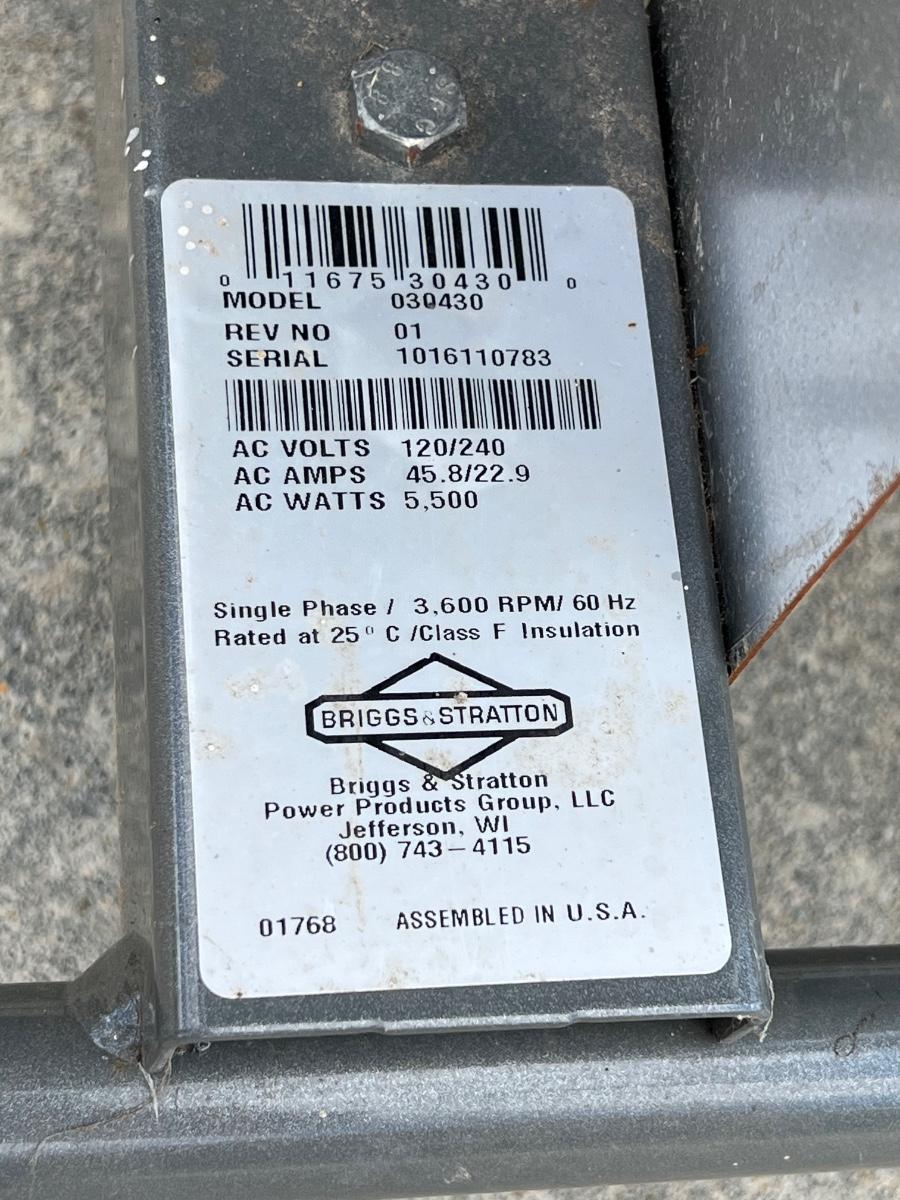 0 11675 30430 0
MODEL 030430
REV NO 01
SERIAL 1016110783
AC VOLTS 120/240
AC AMPS 45.8/22.9
AC WATTS 5,500
Single Phase / 3,600 RPM/ 60 Hz
Rated at 25° C /Class F Insulation
BRIGGS&STRATTON
Briggs & Stratton
Power Products Group, LLC
Jefferson, WI
(800) 743-4115
01768 ASSEMBLED IN U.S.A.